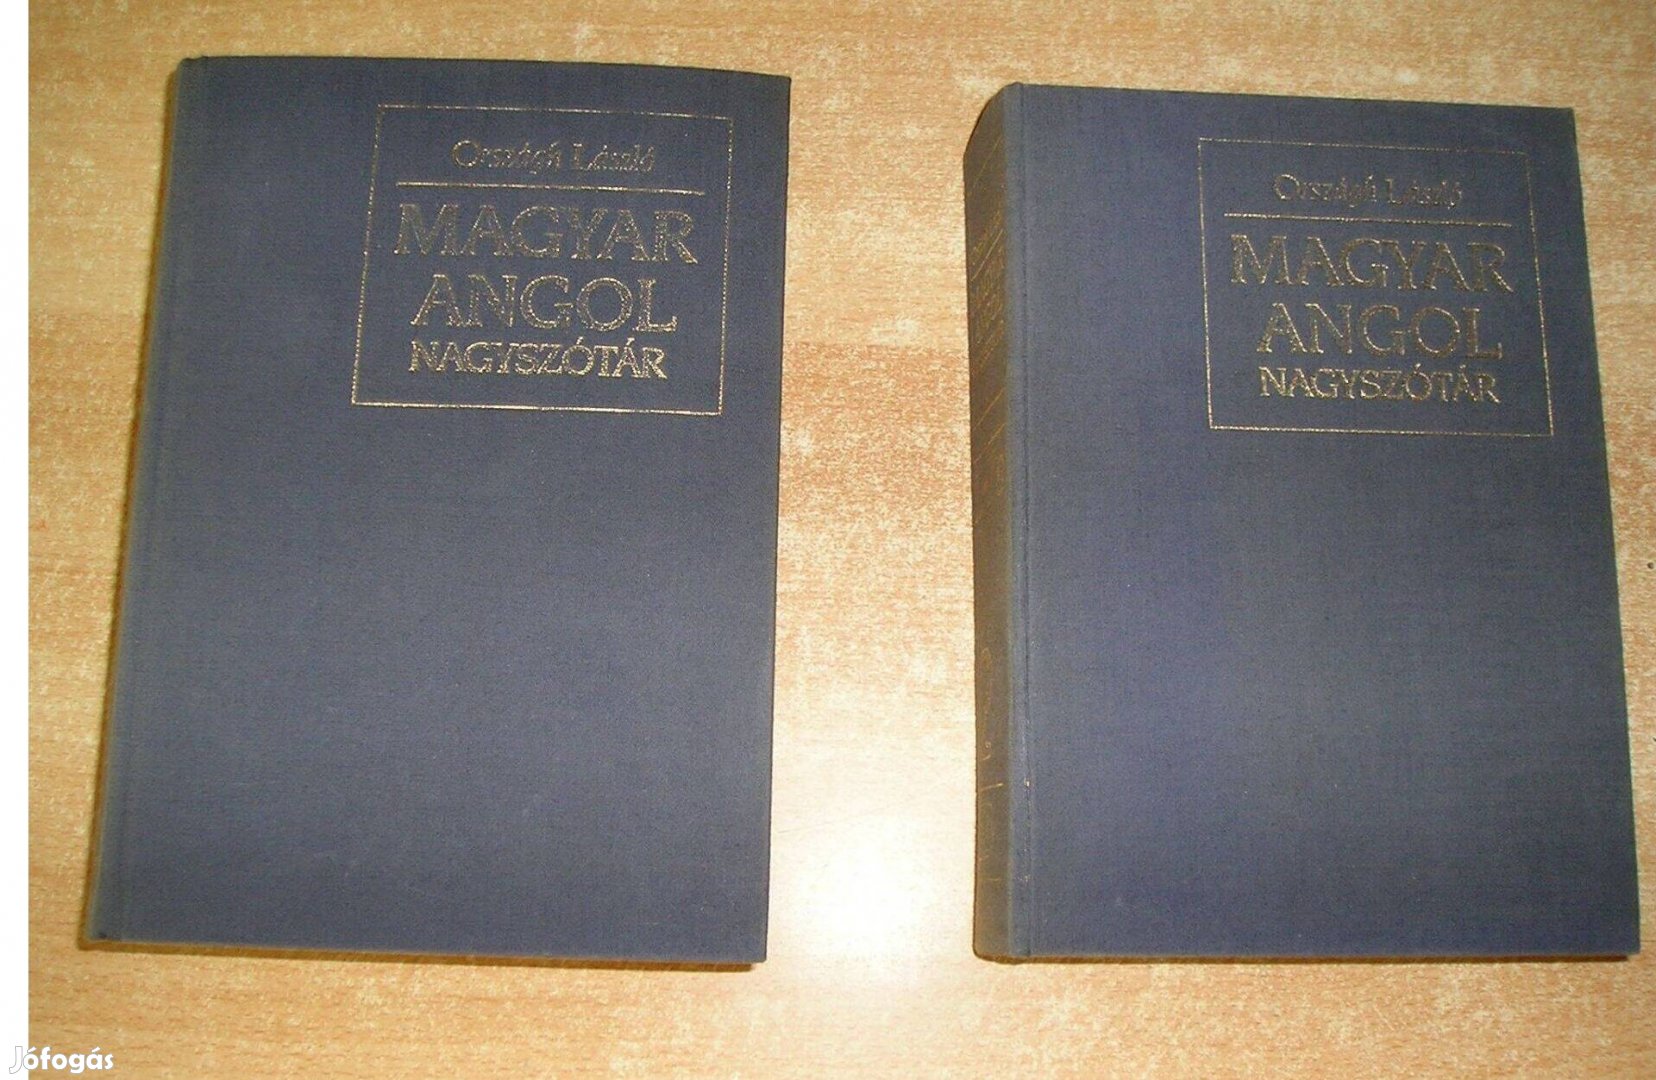 Országh László
MAGYAR
ANGOL
NAGYSZÓTÁR
Országh László
MAGYAR
ANGOL
NAGYSZÓTÁR
Jófogás